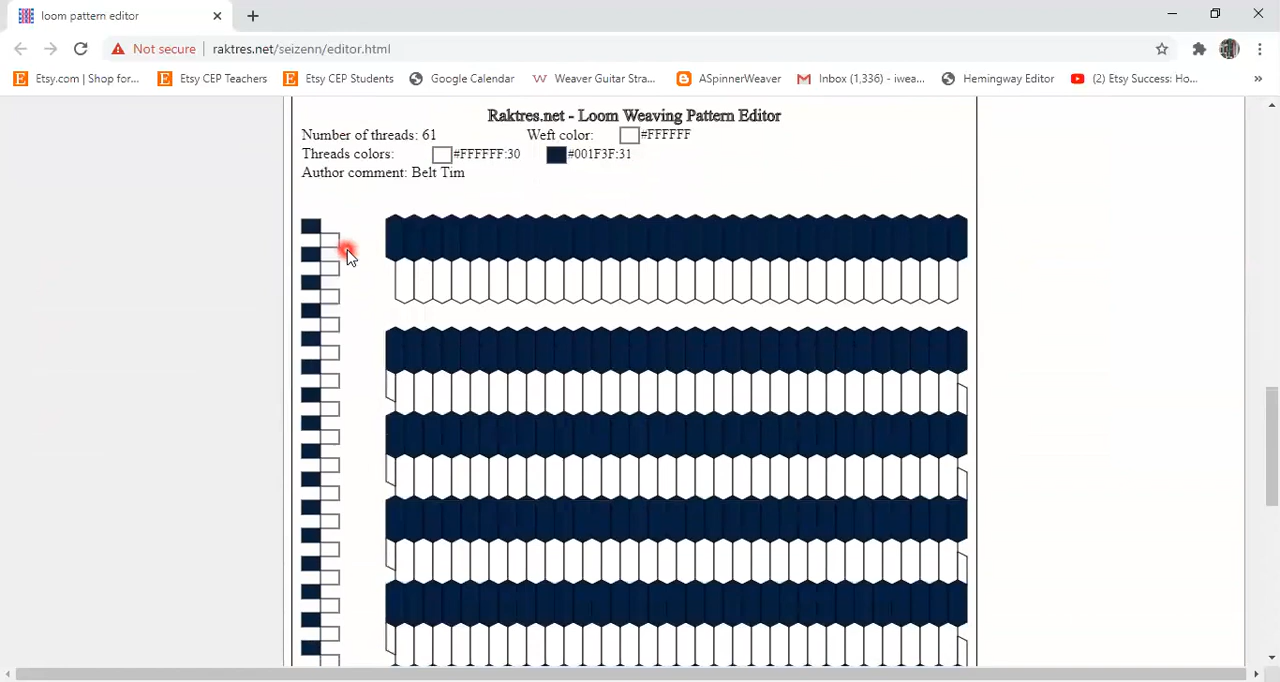 loom pattern editor
Not secure raktres.net/seizenn/editor.html
Etsy.com | Shop for... Etsy CEP Teachers Etsy CEP Students Google Calendar Weaver Guitar Stra... ASpinnerWeaver Inbox (1,336) - iwea... Hemingway Editor (2) Etsy Success: Ho... »
Raktres.net - Loom Weaving Pattern Editor
Number of threads: 61 Weft color: #FFFFFF
Threads colors: #FFFFFF:30 #001F3F:31
Author comment: Belt Tim